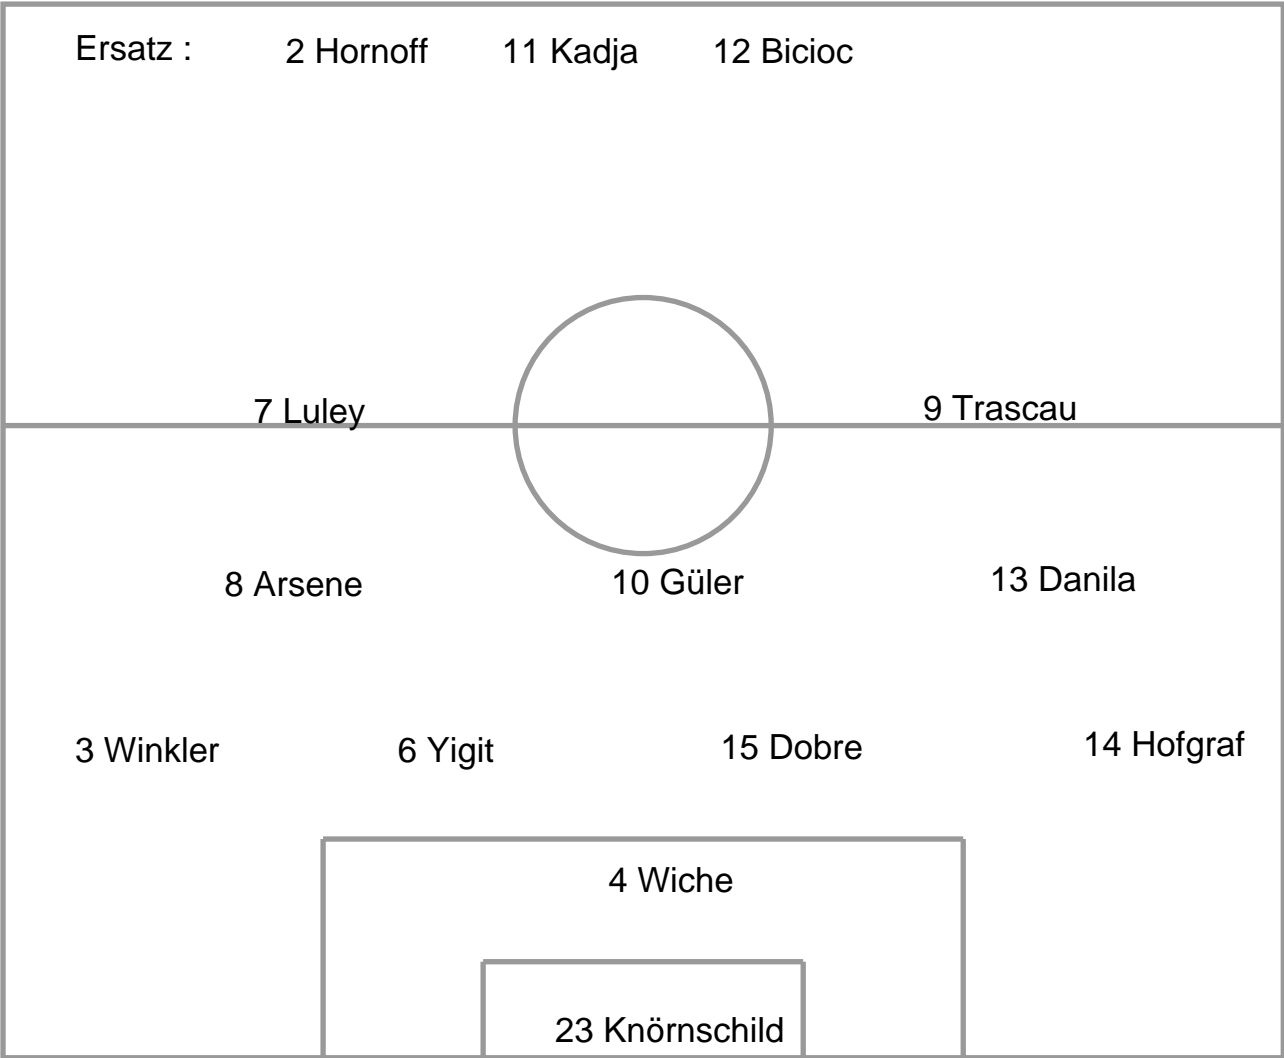 Ersatz : 2 Hornoff 11 Kadja 12 Bicioc
7 Luley 9 Trascau
8 Arsene 10 Güler 13 Danila
3 Winkler 6 Yigit 15 Dobre 14 Hofgraf
4 Wiche
23 Knörnschild